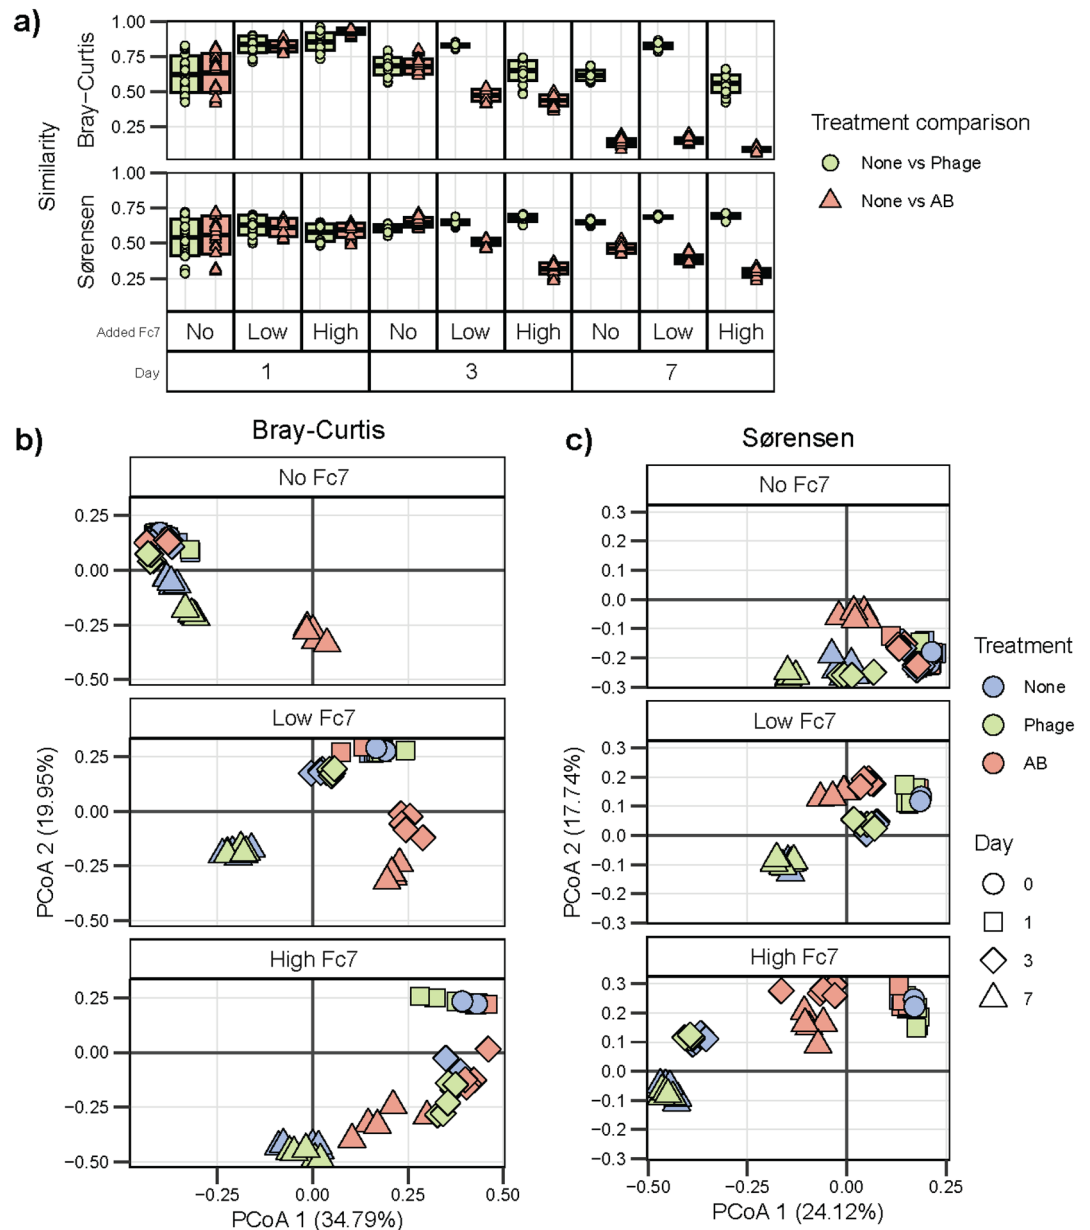 a)
Similarity
Bray−Curtis
1.00
0.75
0.50
0.25
Sørensen
1.00
0.75
0.50
0.25
Added Fc7 No Low High No Low High No Low High
Day 1 3 7
Treatment comparison
None vs Phage
None vs AB
b) Bray-Curtis
No Fc7
0.25
0.00
−0.25
−0.50
Low Fc7
0.25
0.00
−0.25
−0.50
High Fc7
0.25
0.00
−0.25
−0.50
PCoA 2 (19.95%)
−0.25 0.00 0.25 0.50
PCoA 1 (34.79%)
c) Sørensen
No Fc7
0.3
0.2
0.1
0.0
−0.1
−0.2
−0.3
Low Fc7
0.3
0.2
0.1
0.0
−0.1
−0.2
−0.3
High Fc7
0.3
0.2
0.1
0.0
−0.1
−0.2
−0.3
PCoA 2 (17.74%)
−0.50 −0.25 0.00 0.25
PCoA 1 (24.12%)
Treatment
None
Phage
AB
Day
0
1
3
7